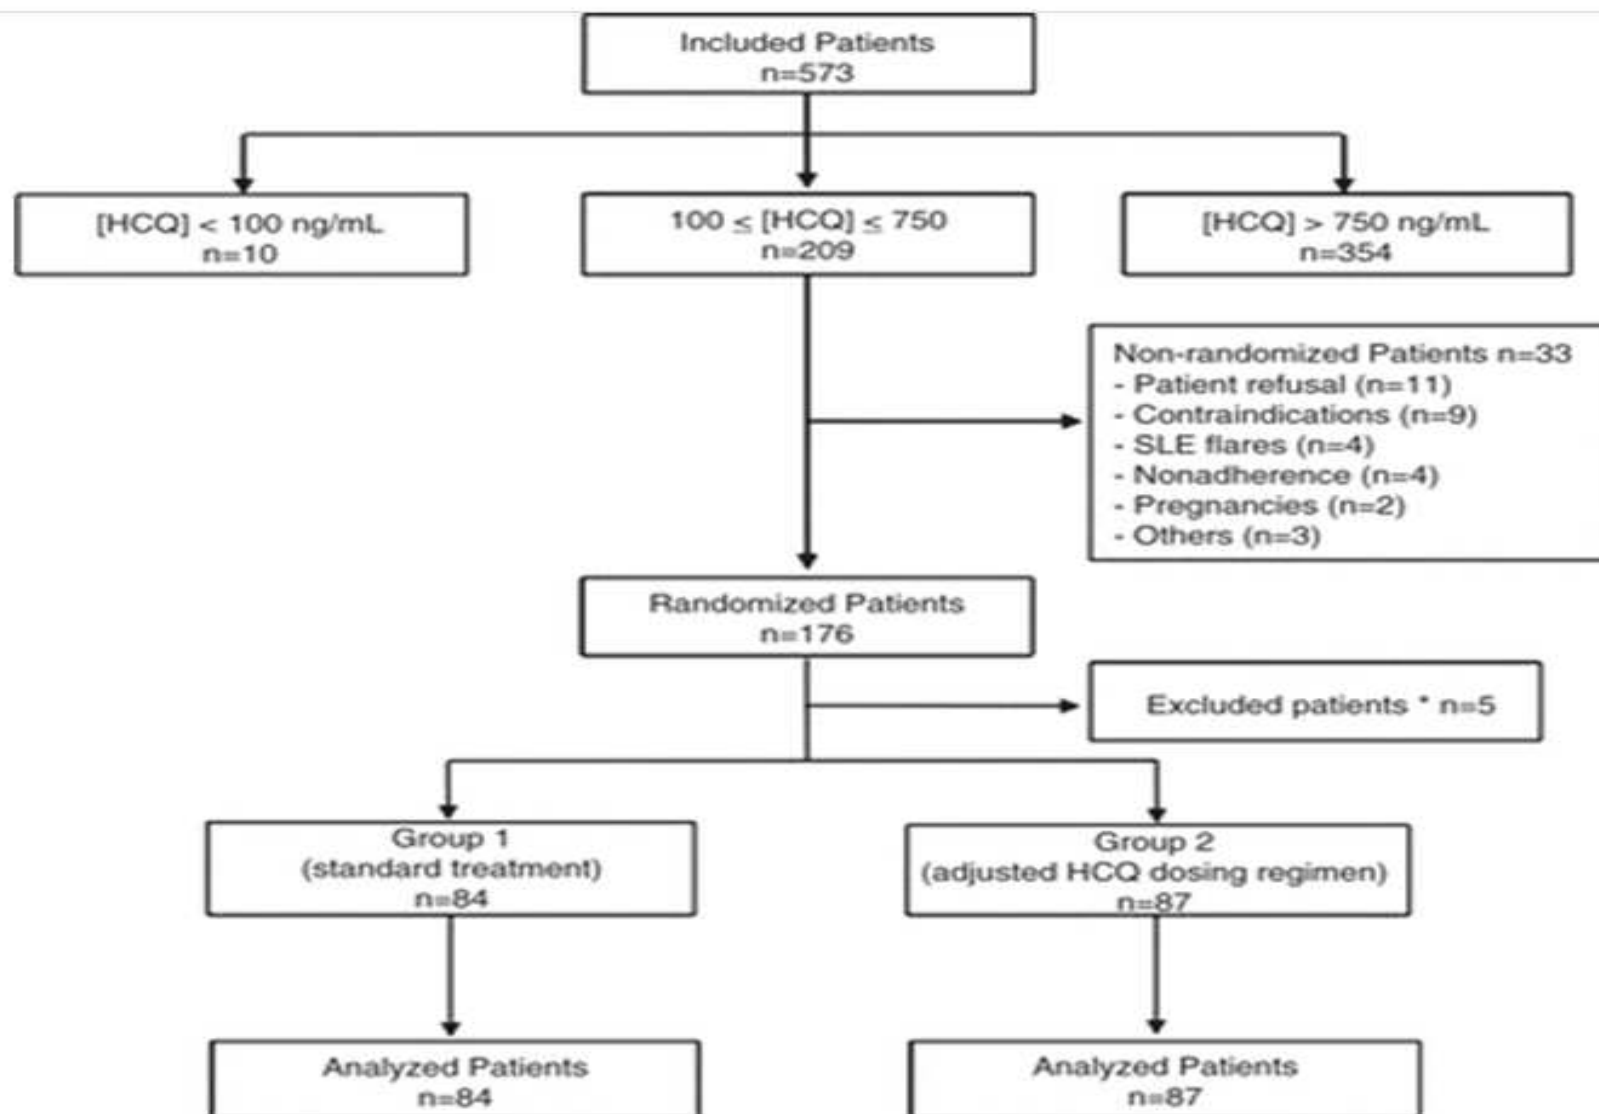 Included Patients
n=573
[HCQ] < 100 ng/mL
n=10
100 ≤ [HCQ] ≤ 750
n=209
[HCQ] > 750 ng/mL
n=354
Non-randomized Patients n=33
- Patient refusal (n=11)
- Contraindications (n=9)
- SLE flares (n=4)
- Nonadherence (n=4)
- Pregnancies (n=2)
- Others (n=3)
Randomized Patients
n=176
Excluded patients * n=5
Group 1
(standard treatment)
n=84
Group 2
(adjusted HCQ dosing regimen)
n=87
Analyzed Patients
n=84
Analyzed Patients
n=87